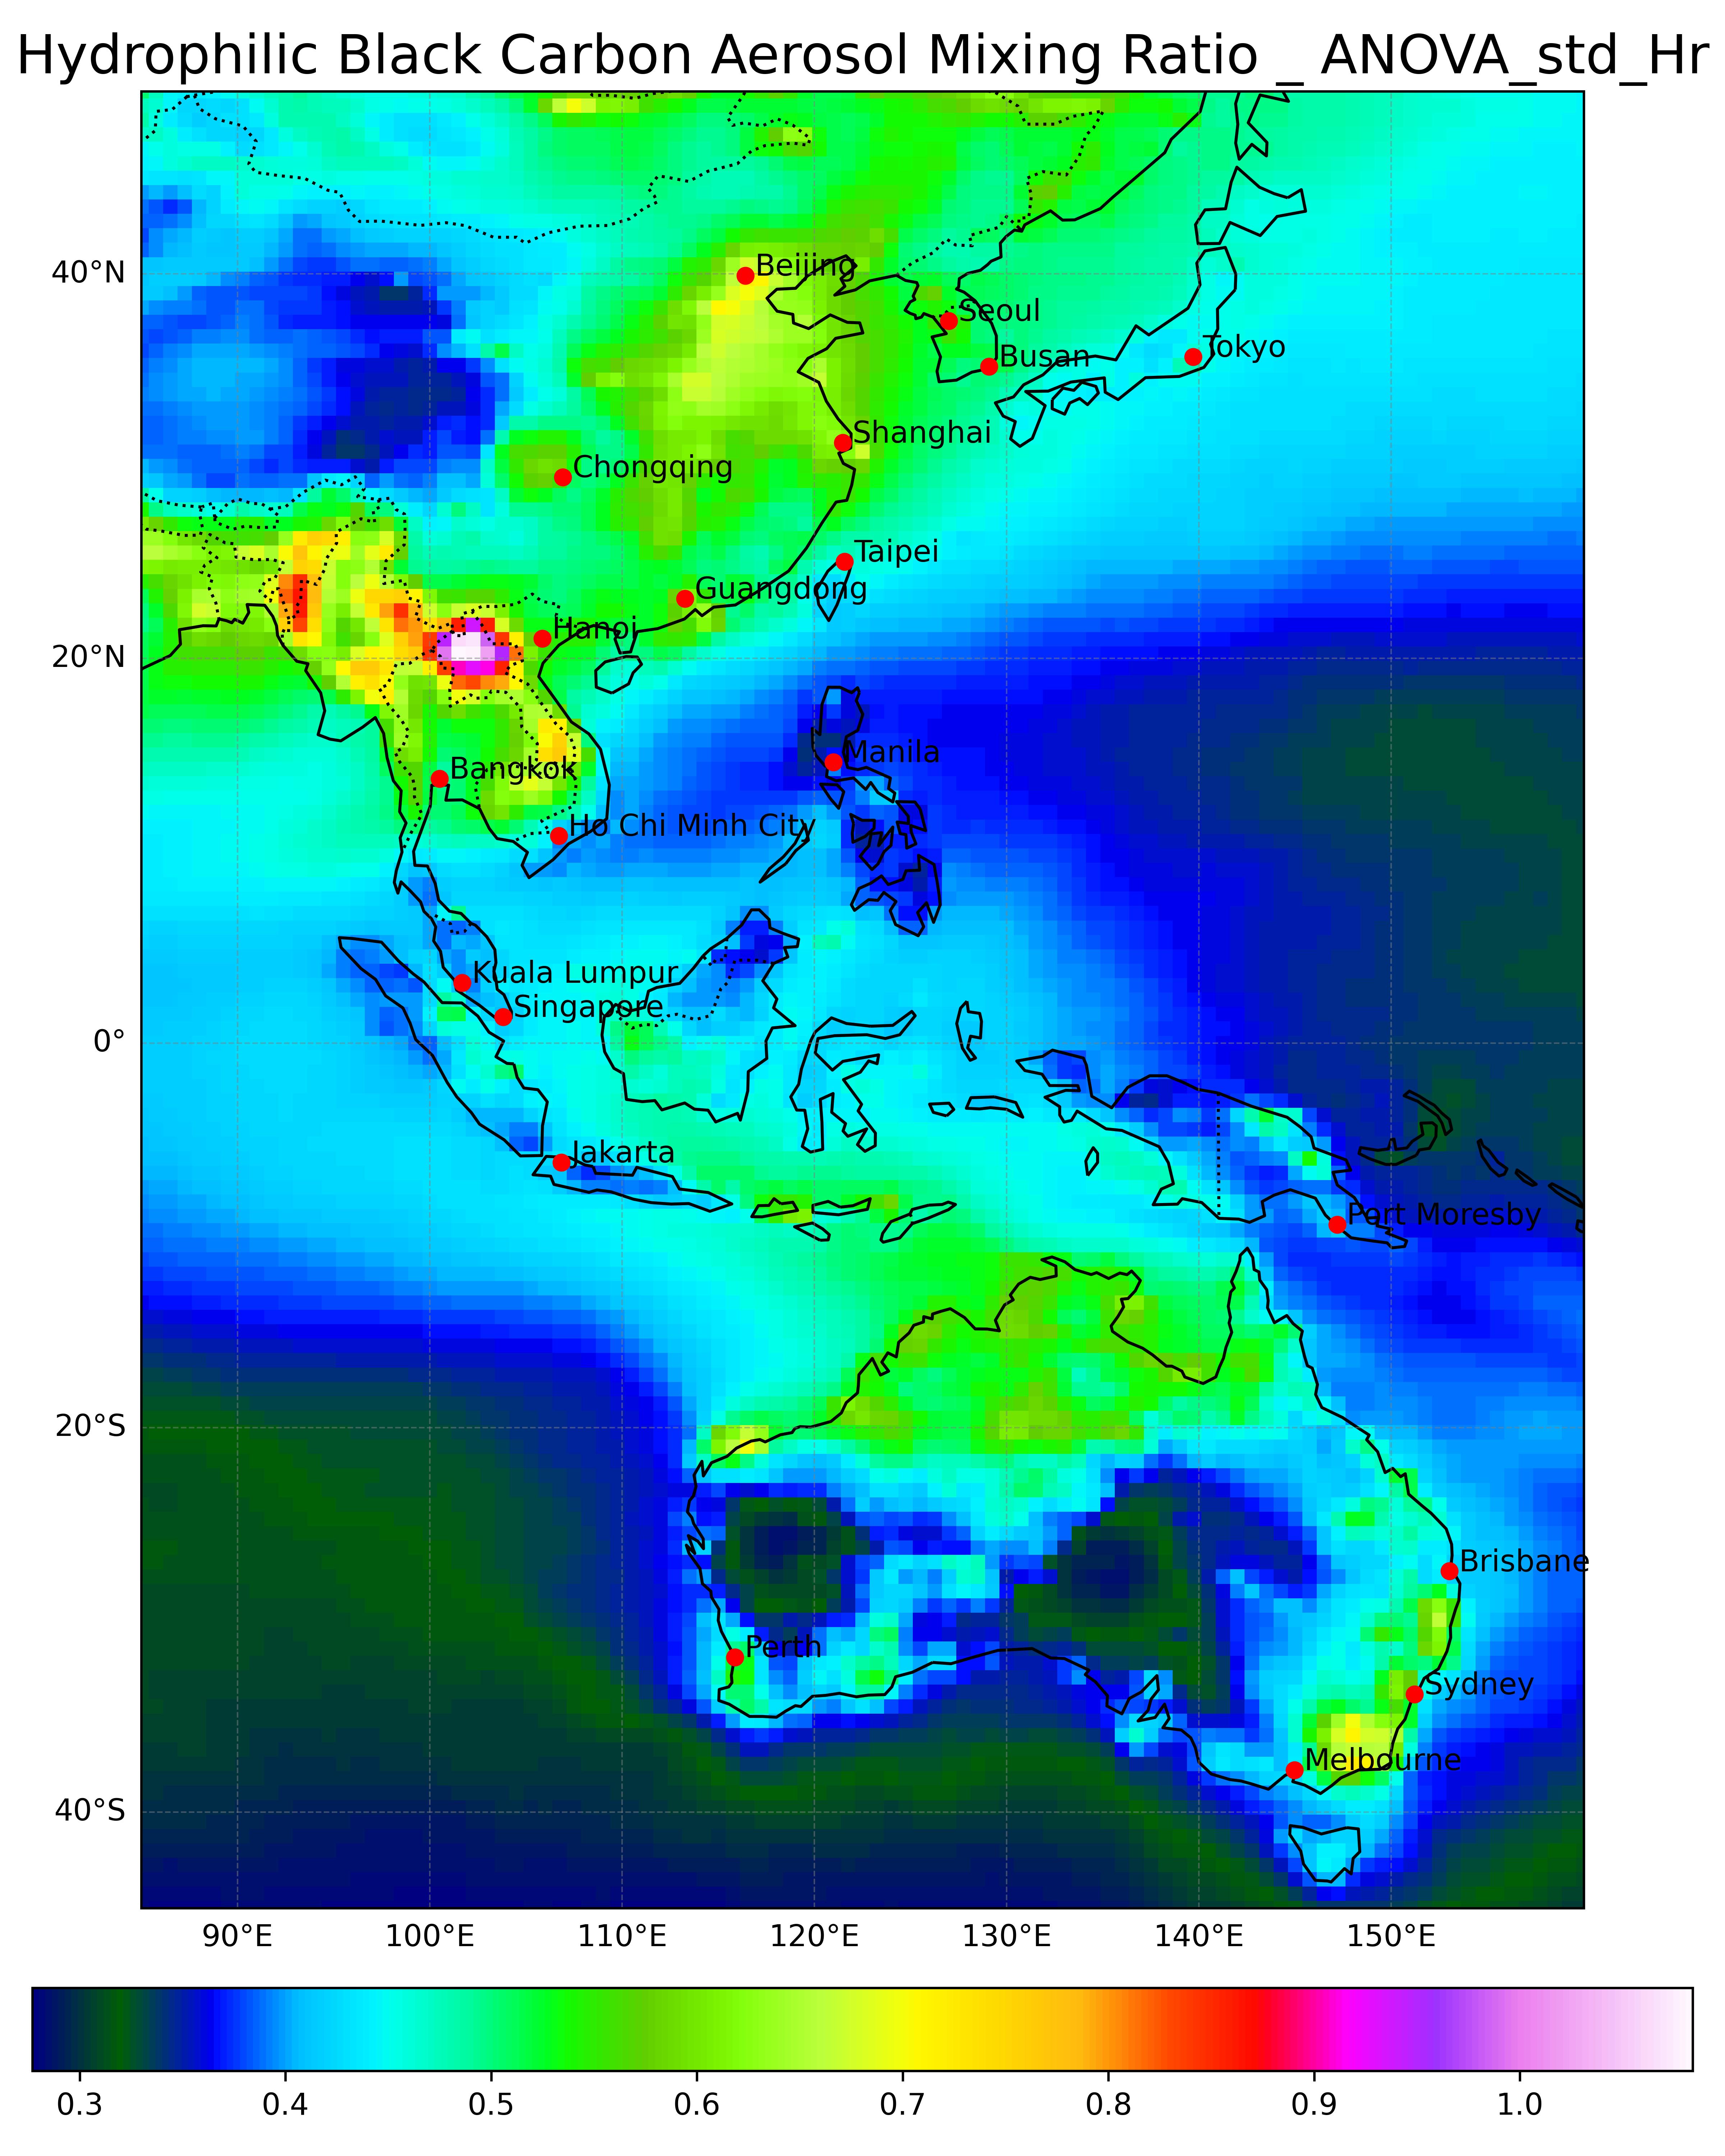 Hydrophilic Black Carbon Aerosol Mixing Ratio _ ANOVA_std_Hr
40°N
20°N
0°
20°S
40°S
Beijing
Seoul
Busan
Tokyo
Shanghai
Chongqing
Taipei
Guangdong
Hanoi
Manila
Bangkok
Ho Chi Minh City
Kuala Lumpur
Singapore
Jakarta
Port Moresby
Brisbane
Perth
Sydney
Melbourne
90°E 100°E 110°E 120°E 130°E 140°E 150°E
0.3 0.4 0.5 0.6 0.7 0.8 0.9 1.0